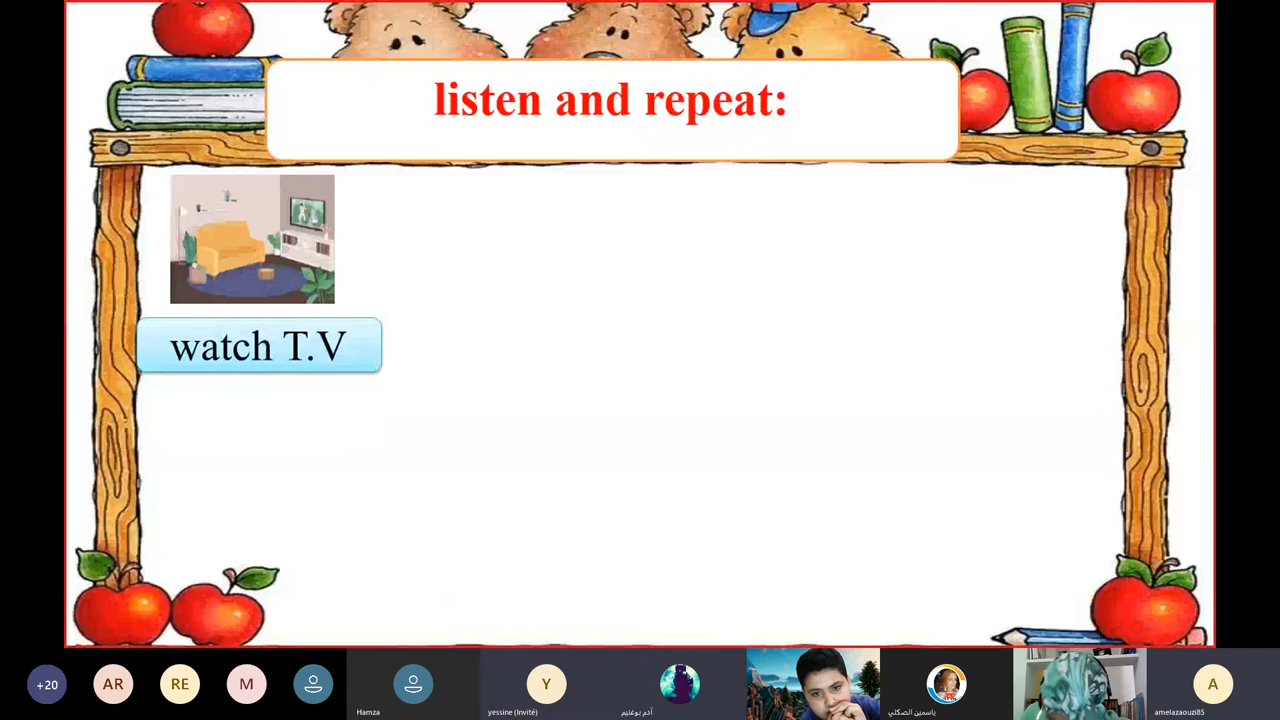 listen and repeat:
watch T.V
+20
AR
RE
M
Hamza
Y
yessine (Invité)
آدم بوغنيم
ياسمين الصكلي
A
amelazaouzi85